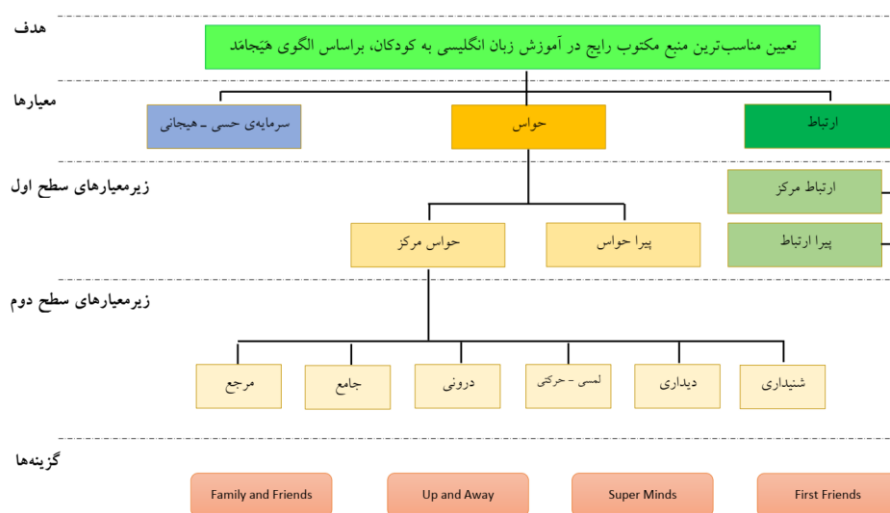 هدف
تعیین مناسب‌ترین منبع مکتوب رایج در آموزش زبان انگلیسی به کودکان، براساس الگوی هَیَجامَد
معیارها
ارتباط
حواس
سرمایه‌ی حسی ــ هیجانی
زیرمعیارهای سطح اول
ارتباط مرکز
پیرا ارتباط
پیرا حواس
حواس مرکز
زیرمعیارهای سطح دوم
شنیداری
دیداری
لمسی - حرکتی
درونی
جامع
مرجع
گزینه‌ها
Family and Friends
Up and Away
Super Minds
First Friends